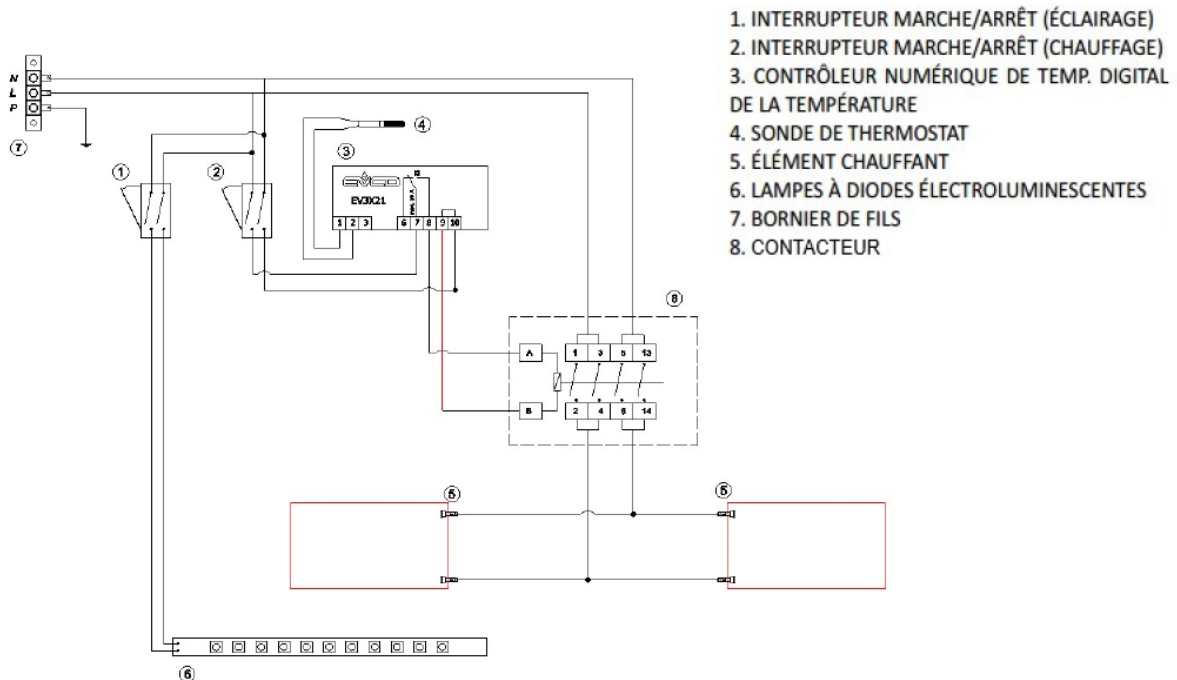 1. INTERRUPTEUR MARCHE/ARRÊT (ÉCLAIRAGE)
2. INTERRUPTEUR MARCHE/ARRÊT (CHAUFFAGE)
3. CONTRÔLEUR NUMÉRIQUE DE TEMP. DIGITAL
DE LA TEMPÉRATURE
4. SONDE DE THERMOSTAT
5. ÉLÉMENT CHAUFFANT
6. LAMPES À DIODES ÉLECTROLUMINESCENTES
7. BORNIER DE FILS
8. CONTACTEUR
N
L
P
7
1
2
3
4
EV3X21
1 2 3 6 7 8 9 10
8
A
1 3 5 13
B
2 4 6 14
5
5
6